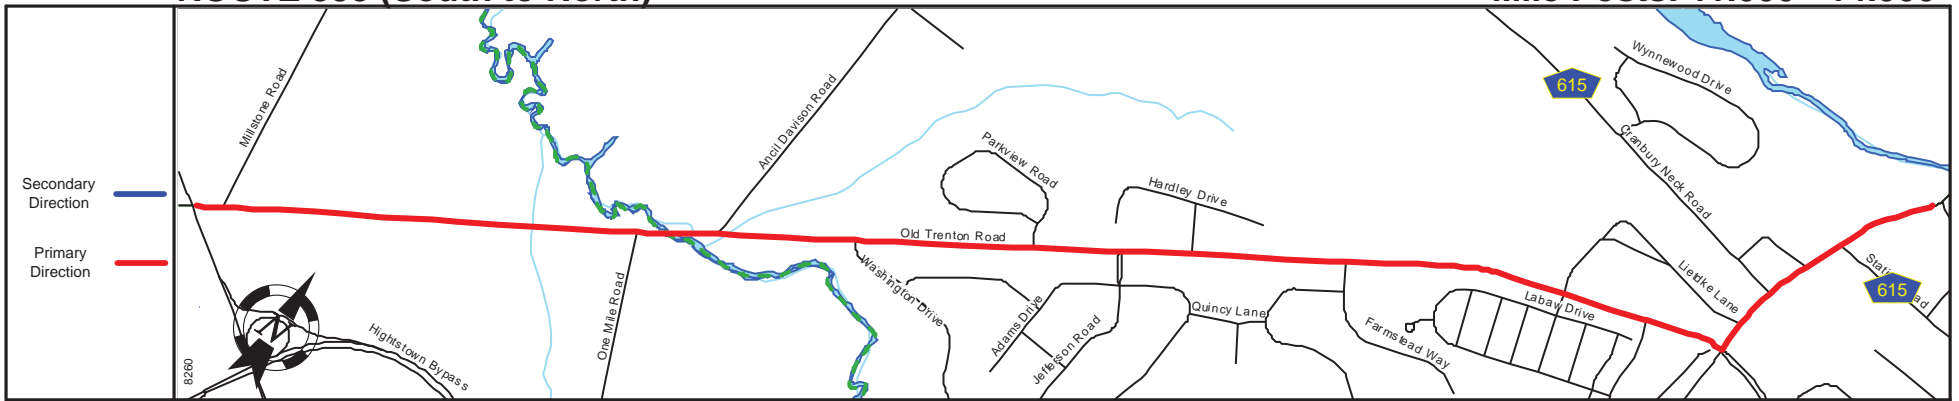 Secondary
Direction
Primary
Direction
Millstone Road
Ancil Davison Road
Parkview Road
Hardley Drive
615
Wynnewood Drive
Cranbury Neck Road
Old Trenton Road
Washington Drive
One Mile Road
Hightstown Bypass
8260
N
Adams Drive
Jefferson Road
Quincy Lane
Farmstead Way
Labaw Drive
Liedtke Lane
615